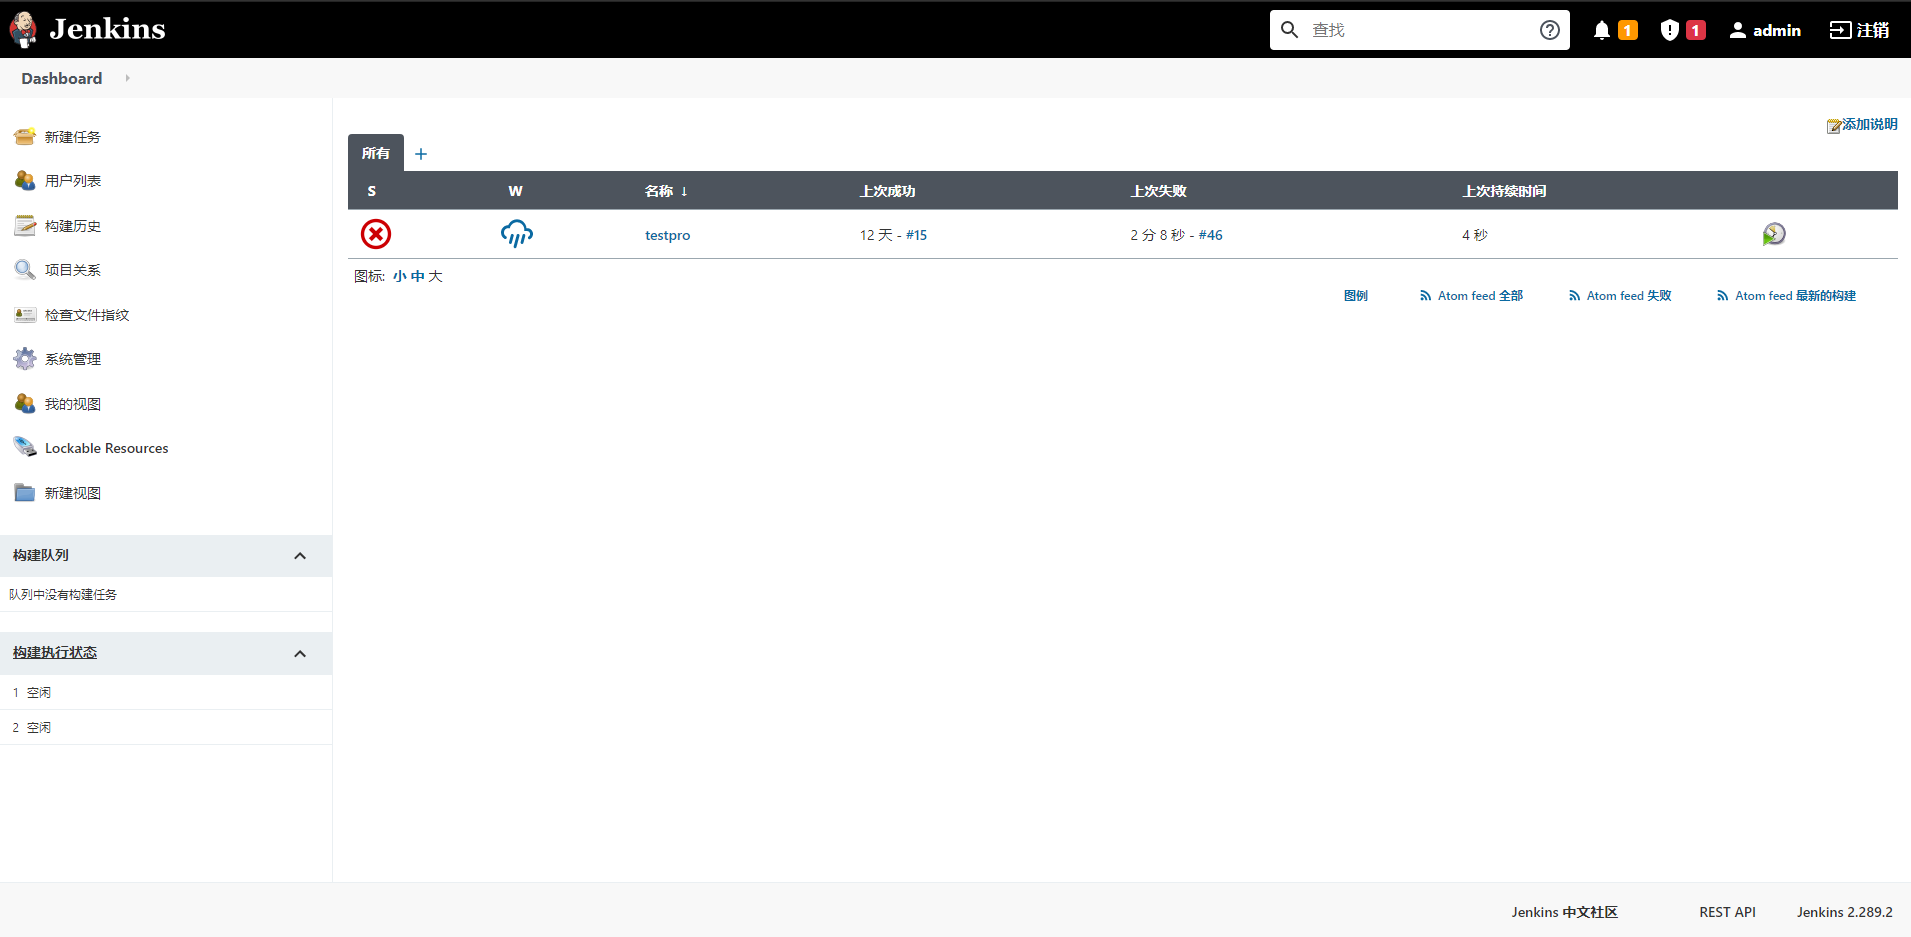 Jenkins
查找
1
1
admin
注销
Dashboard
新建任务
用户列表
构建历史
项目关系
检查文件指纹
系统管理
我的视图
Lockable Resources
新建视图
构建队列
队列中没有构建任务
构建执行状态
1 空闲
2 空闲
添加说明
所有 +
S W 名称 ↓ 上次成功 上次失败 上次持续时间
testpro 12 天 - #15 2 分 8 秒 - #46 4 秒
图标: 小 中 大
图例 Atom feed 全部 Atom feed 失败 Atom feed 最新的构建
Jenkins 中文社区 REST API Jenkins 2.289.2